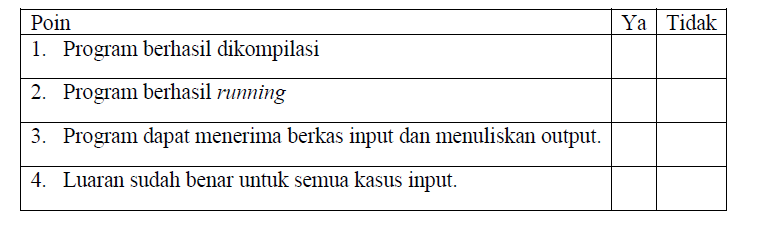 Poin Ya Tidak
1. Program berhasil dikompilasi
2. Program berhasil running
3. Program dapat menerima berkas input dan menuliskan output.
4. Luaran sudah benar untuk semua kasus input.